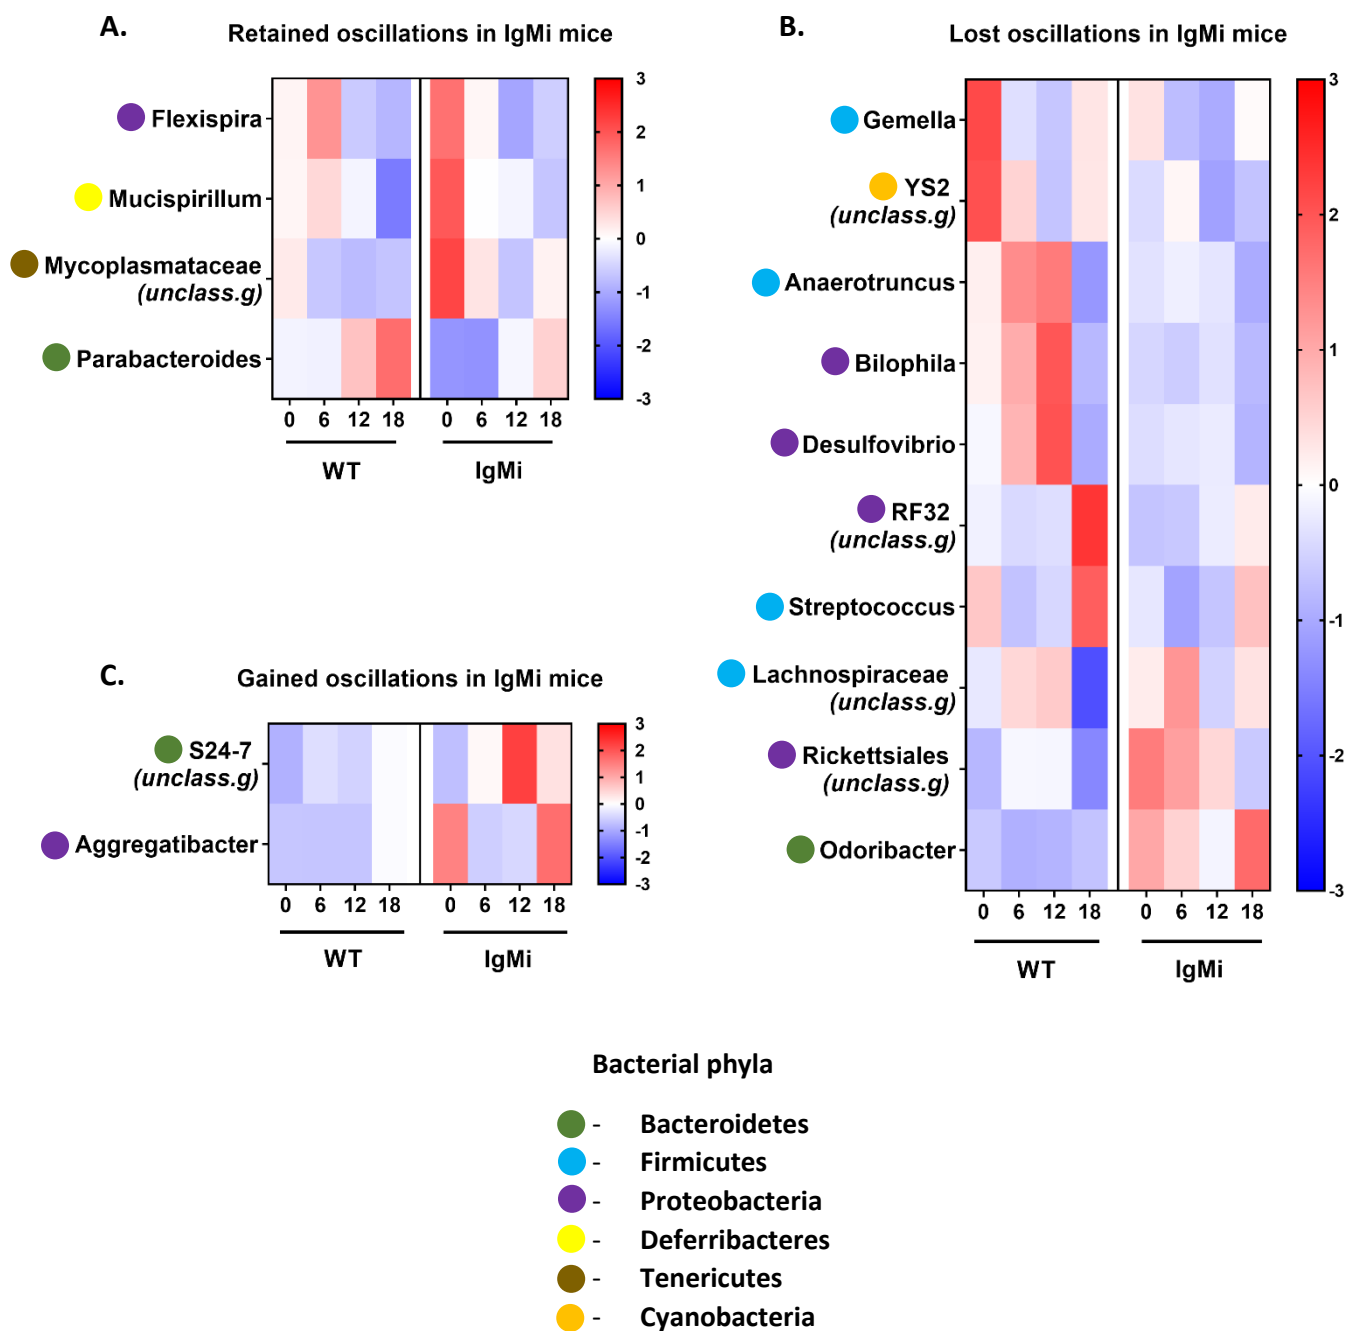 A.
Retained oscillations in IgMi mice
Flexispira
Mucispirillum
Mycoplasmataceae
(unclass.g)
Parabacteroides
3
2
1
0
-1
-2
-3
0 6 12 18 0 6 12 18
WT IgMi
B.
Lost oscillations in IgMi mice
Gemella
YS2
(unclass.g)
Anaerotruncus
Bilophila
Desulfovibrio
RF32
(unclass.g)
Streptococcus
Lachnospiraceae
(unclass.g)
Rickettsiales
(unclass.g)
Odoribacter
3
2
1
0
-1
-2
-3
0 6 12 18 0 6 12 18
WT IgMi
C.
Gained oscillations in IgMi mice
S24-7
(unclass.g)
Aggregatibacter
3
2
1
0
-1
-2
-3
0 6 12 18 0 6 12 18
WT IgMi
Bacterial phyla
- Bacteroidetes
- Firmicutes
- Proteobacteria
- Deferribacteres
- Tenericutes
- Cyanobacteria